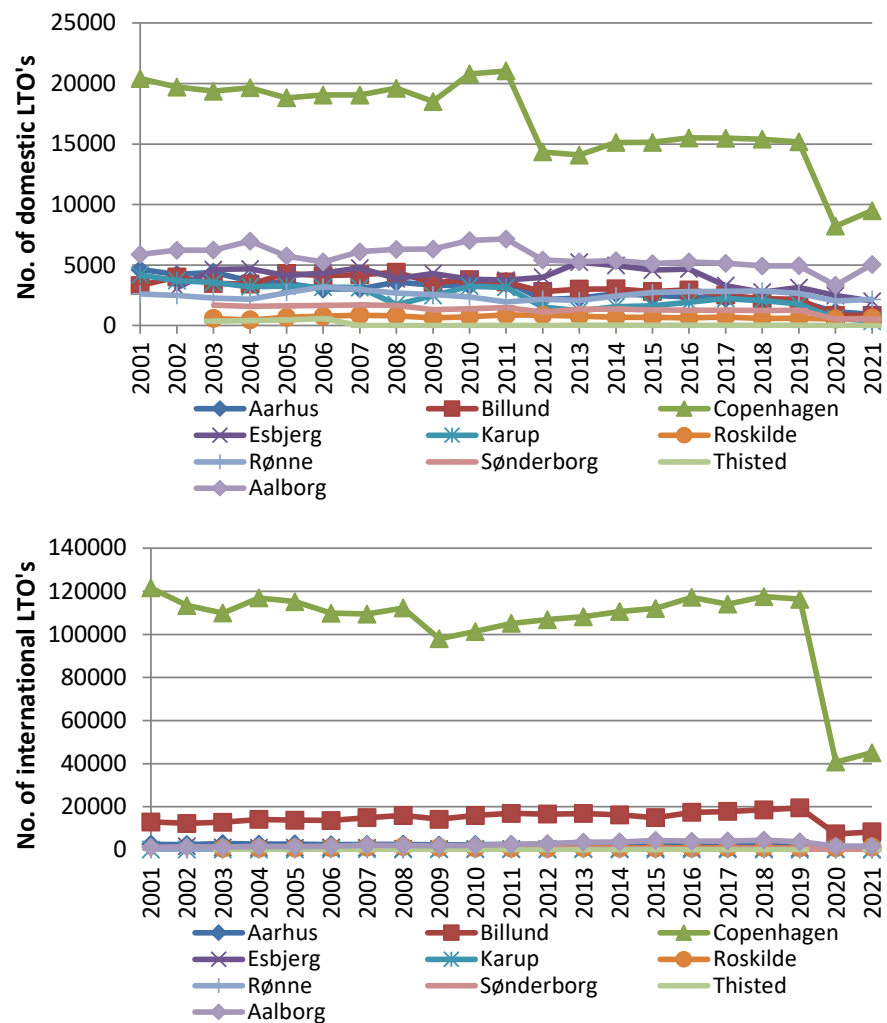 25000
20000
15000
10000
5000
0
No. of domestic LTO's
2001 2002 2003 2004 2005 2006 2007 2008 2009 2010 2011 2012 2013 2014 2015 2016 2017 2018 2019 2020 2021
Aarhus Billund Copenhagen
Esbjerg Karup Roskilde
Rønne Sønderborg Thisted
Aalborg
140000
120000
100000
80000
60000
40000
20000
0
No. of international LTO's
2001 2002 2003 2004 2005 2006 2007 2008 2009 2010 2011 2012 2013 2014 2015 2016 2017 2018 2019 2020 2021
Aarhus Billund Copenhagen
Esbjerg Karup Roskilde
Rønne Sønderborg Thisted
Aalborg